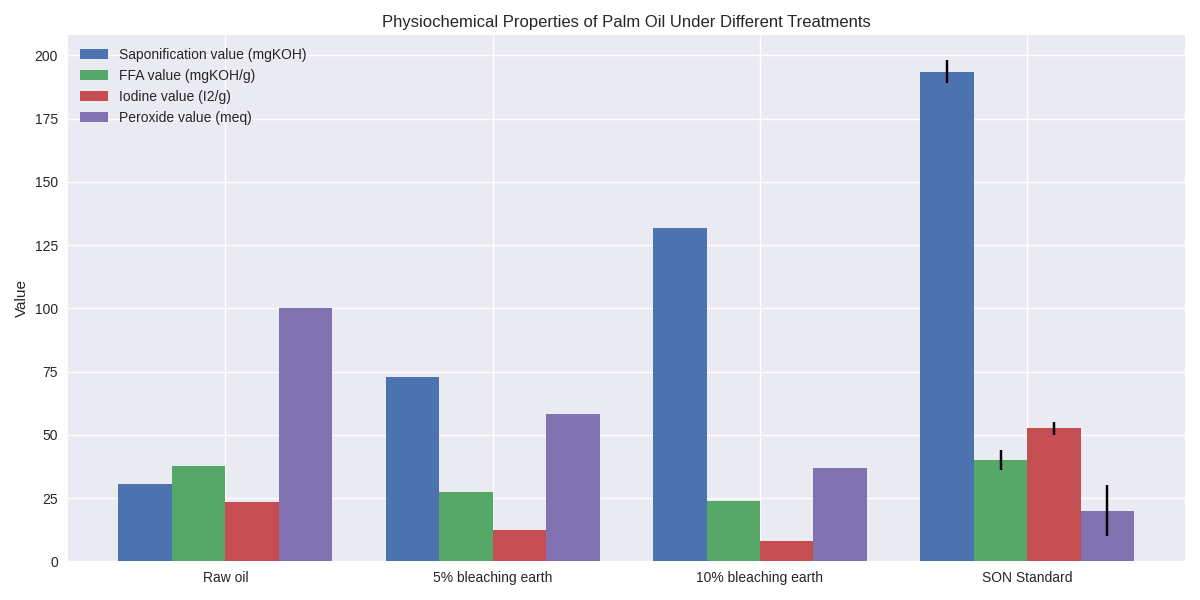 Physiochemical Properties of Palm Oil Under Different Treatments
Saponification value (mgKOH)
FFA value (mgKOH/g)
Iodine value (I2/g)
Peroxide value (meq)
Value
200
175
150
125
100
75
50
25
0
Raw oil
5% bleaching earth
10% bleaching earth
SON Standard